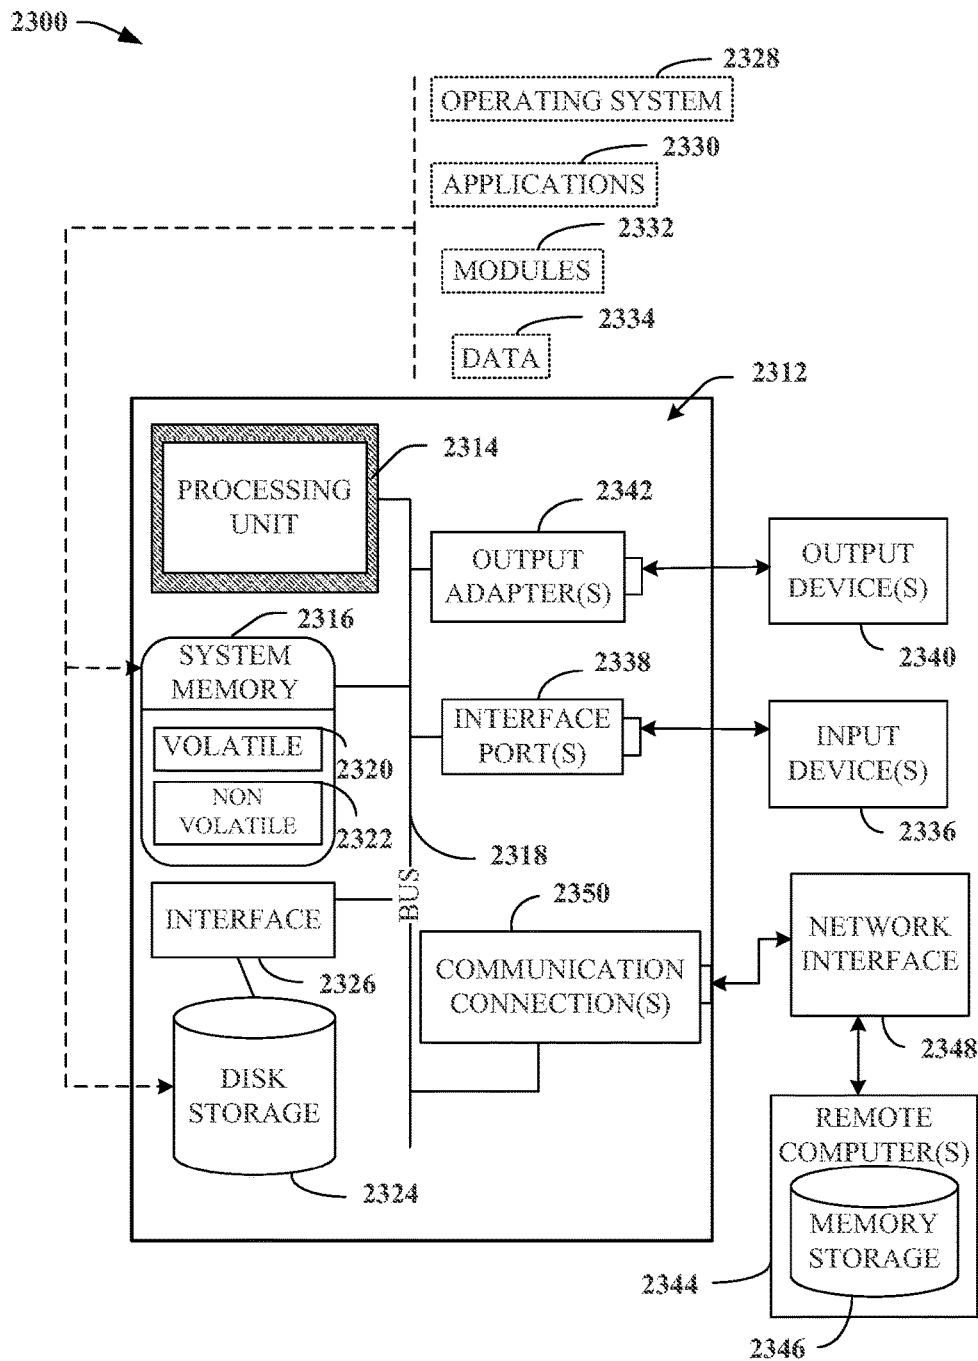 2300
2328
OPERATING SYSTEM
2330
APPLICATIONS
2332
MODULES
2334
DATA
2312
2314
PROCESSING
UNIT
2342
OUTPUT
ADAPTER(S)
OUTPUT
DEVICE(S)
2340
2316
SYSTEM
MEMORY
VOLATILE
2320
NON
VOLATILE
2322
2338
INTERFACE
PORT(S)
INPUT
DEVICE(S)
2336
2318
BUS
INTERFACE
2326
2350
COMMUNICATION
CONNECTION(S)
NETWORK
INTERFACE
2348
DISK
STORAGE
2324
REMOTE
COMPUTER(S)
MEMORY
STORAGE
2344
2346